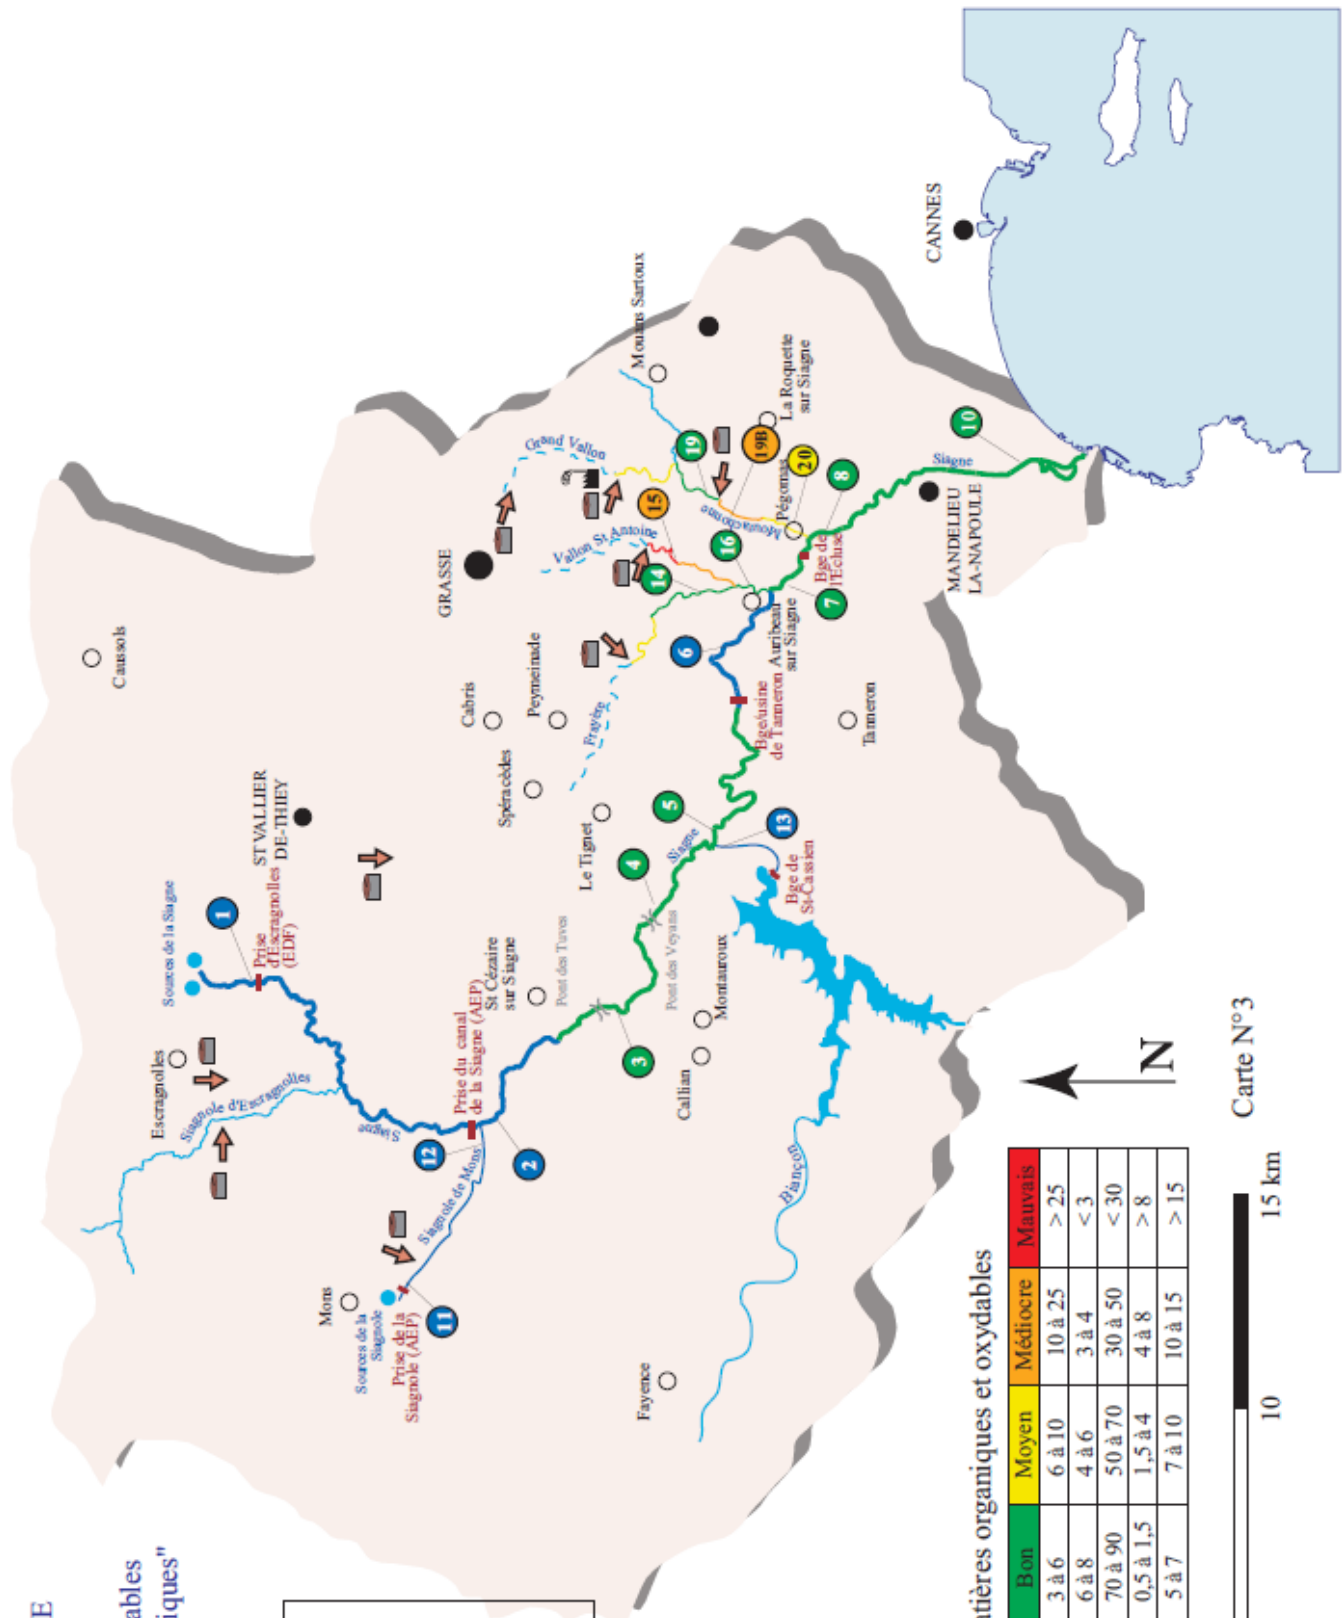 E
ables
iques"
Caussols
GRASSE
CANNES
Mouans Sartoux
Grand Vallon
Vallon St Antoine
La Roquette
sur Siagne
Pégomas
Mourachonne
Siagne
MANDELIEU
LA-NAPOULE
Bge de
l'Ecluse
Auribeau
sur Siagne
Bge/usine
de Tanneron
Tanneron
Cabris
Peymeinade
Spéracèdes
Frayère
Le Tignet
ST VALLIER
DE-THIEY
Sources de la Siagne
Prise
d'Escragnolles
(EDF)
Escragnolles
Siagnole d'Escragnolles
Siagne
Prise du canal
de la Siagne (AEP)
St Cézaire
sur Siagne
Pont des Tuves
Pont des Veyans
Siagne
Bge de
St-Cassien
Montauroux
Callian
Siagnole de Mons
Mons
Sources de la
Siagnole
Prise de la
Siagnole (AEP)
Fayence
Biançon
1
2
3
4
5
6
7
8
10
11
12
13
14
15
16
19
19B
20
N
Carte N°3
atières organiques et oxydables
Bon Moyen Médiocre Mauvais
3 à 6 6 à 10 10 à 25 > 25
6 à 8 4 à 6 3 à 4 < 3
70 à 90 50 à 70 30 à 50 < 30
0,5 à 1,5 1,5 à 4 4 à 8 > 8
5 à 7 7 à 10 10 à 15 > 15
10 15 km